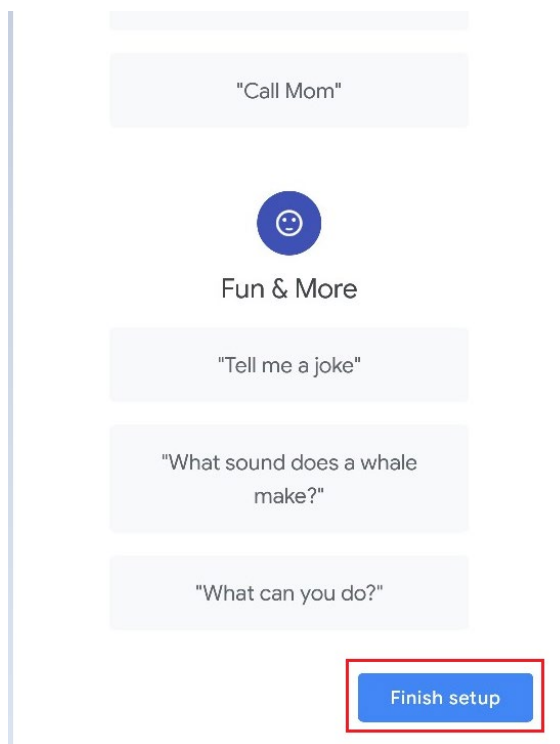 "Call Mom"
Fun & More
"Tell me a joke"
"What sound does a whale
make?"
"What can you do?"
Finish setup